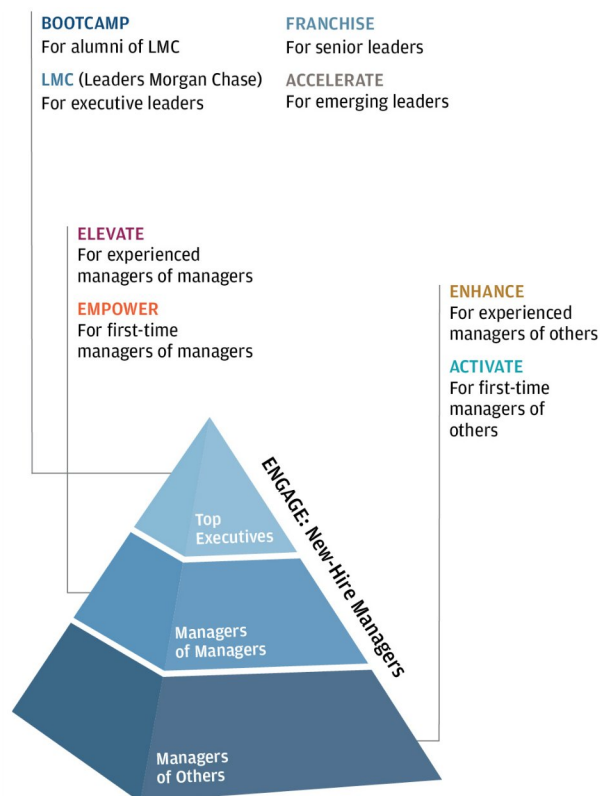 BOOTCAMP
For alumni of LMC
LMC (Leaders Morgan Chase)
For executive leaders
FRANCHISE
For senior leaders
ACCELERATE
For emerging leaders
ELEVATE
For experienced
managers of managers
EMPOWER
For first-time
managers of managers
ENHANCE
For experienced
managers of others
ACTIVATE
For first-time
managers of
others
ENGAGE: New-Hire Managers
Top
Executives
Managers
of Managers
Managers
of Others